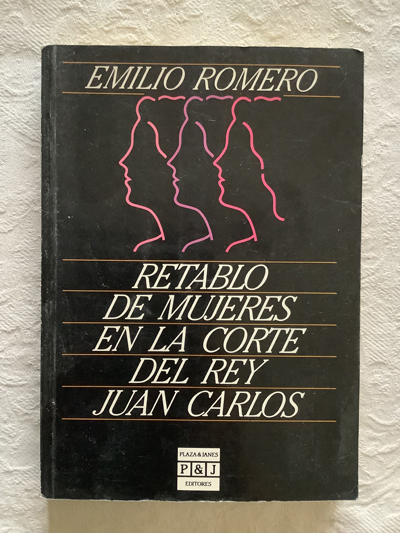 EMILIO ROMERO
RETABLO
DE MUJERES
EN LA CORTE
DEL REY
JUAN CARLOS
PLAZA & JANES
P & J
EDITORES